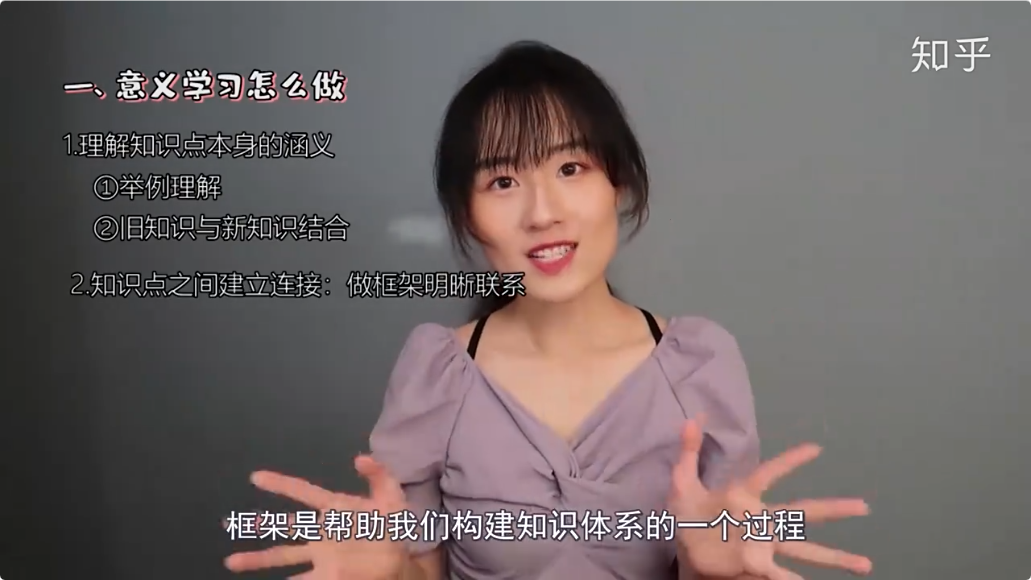 知乎
一、意义学习怎么做
1.理解知识点本身的涵义
①举例理解
②旧知识与新知识结合
2.知识点之间建立连接：做框架明晰联系
框架是帮助我们构建知识体系的一个过程